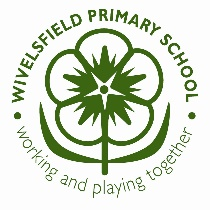 • WIVELSFIELD PRIMARY SCHOOL •
working and playing together